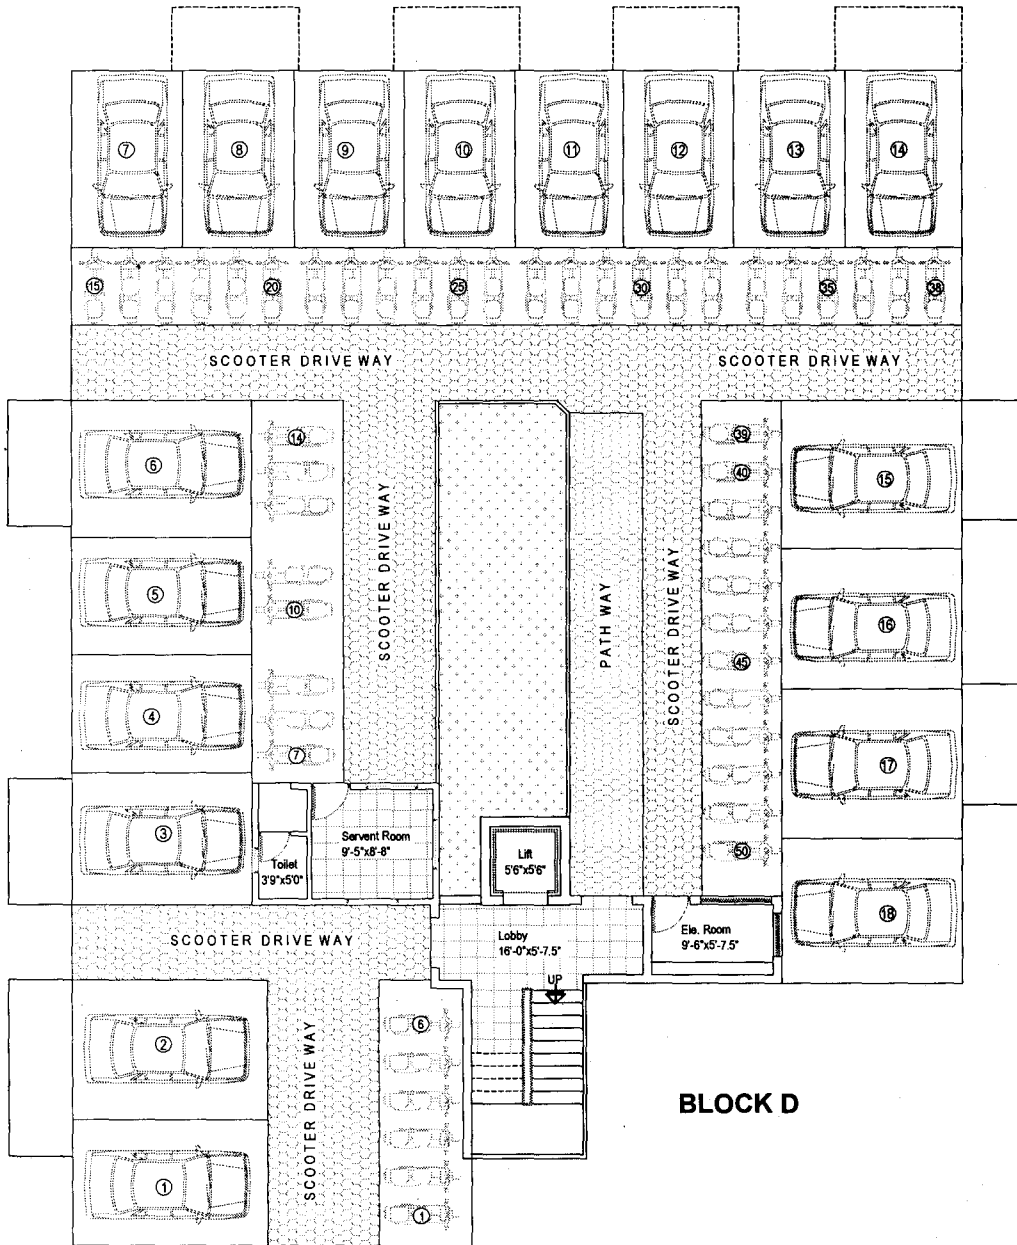 7 8 9 10 11 12 13 14
15 20 25 30 35 38
SCOOTER DRIVE WAY
SCOOTER DRIVE WAY
6
14
39
40
15
5
10
SCOOTER DRIVE WAY
PATH WAY
SCOOTER DRIVE WAY
45
16
4
7
17
3
Toilet
3'9"x5'0"
Servent Room
9'-5"x8'-8"
Lift
5'6"x5'6"
50
18
SCOOTER DRIVE WAY
Lobby
16'-0"x5'-7.5"
Ele. Room
9'-6"x5'-7.5"
UP
2
6
SCOOTER DRIVE WAY
1
1
BLOCK D